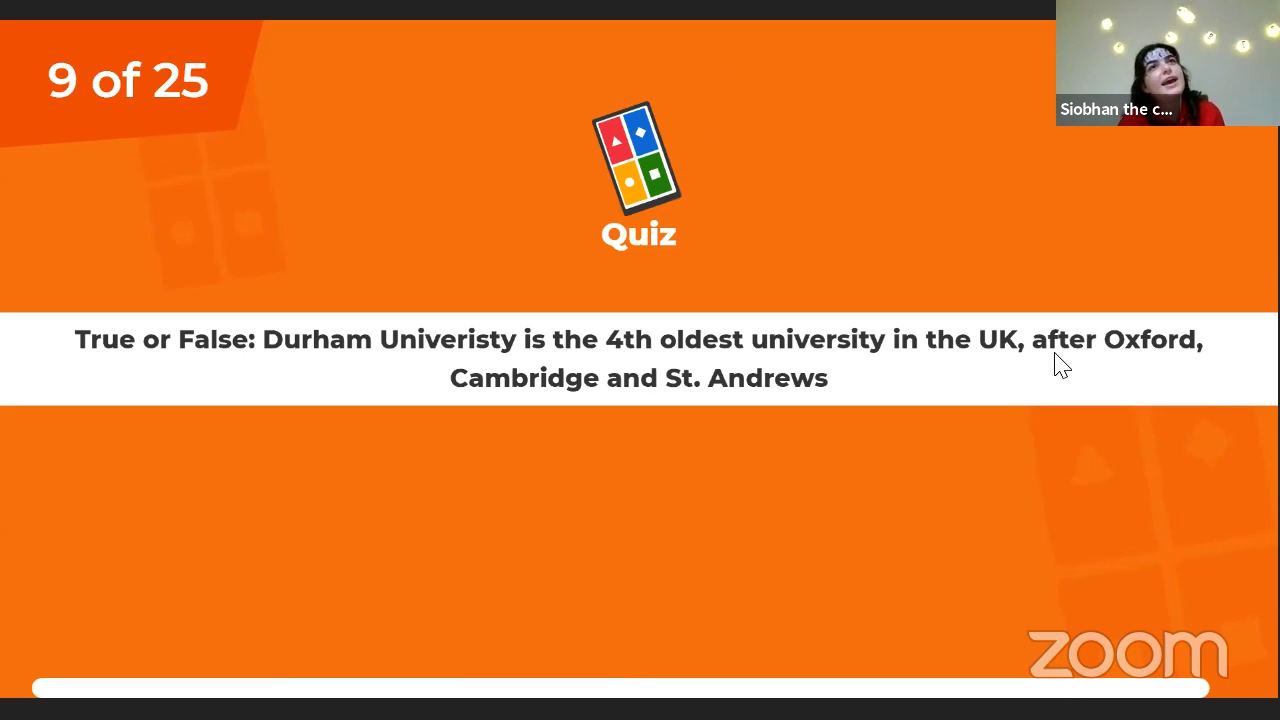 9 of 25
Siobhan the c...
Quiz
True or False: Durham Univeristy is the 4th oldest university in the UK, after Oxford,
Cambridge and St. Andrews
zoom